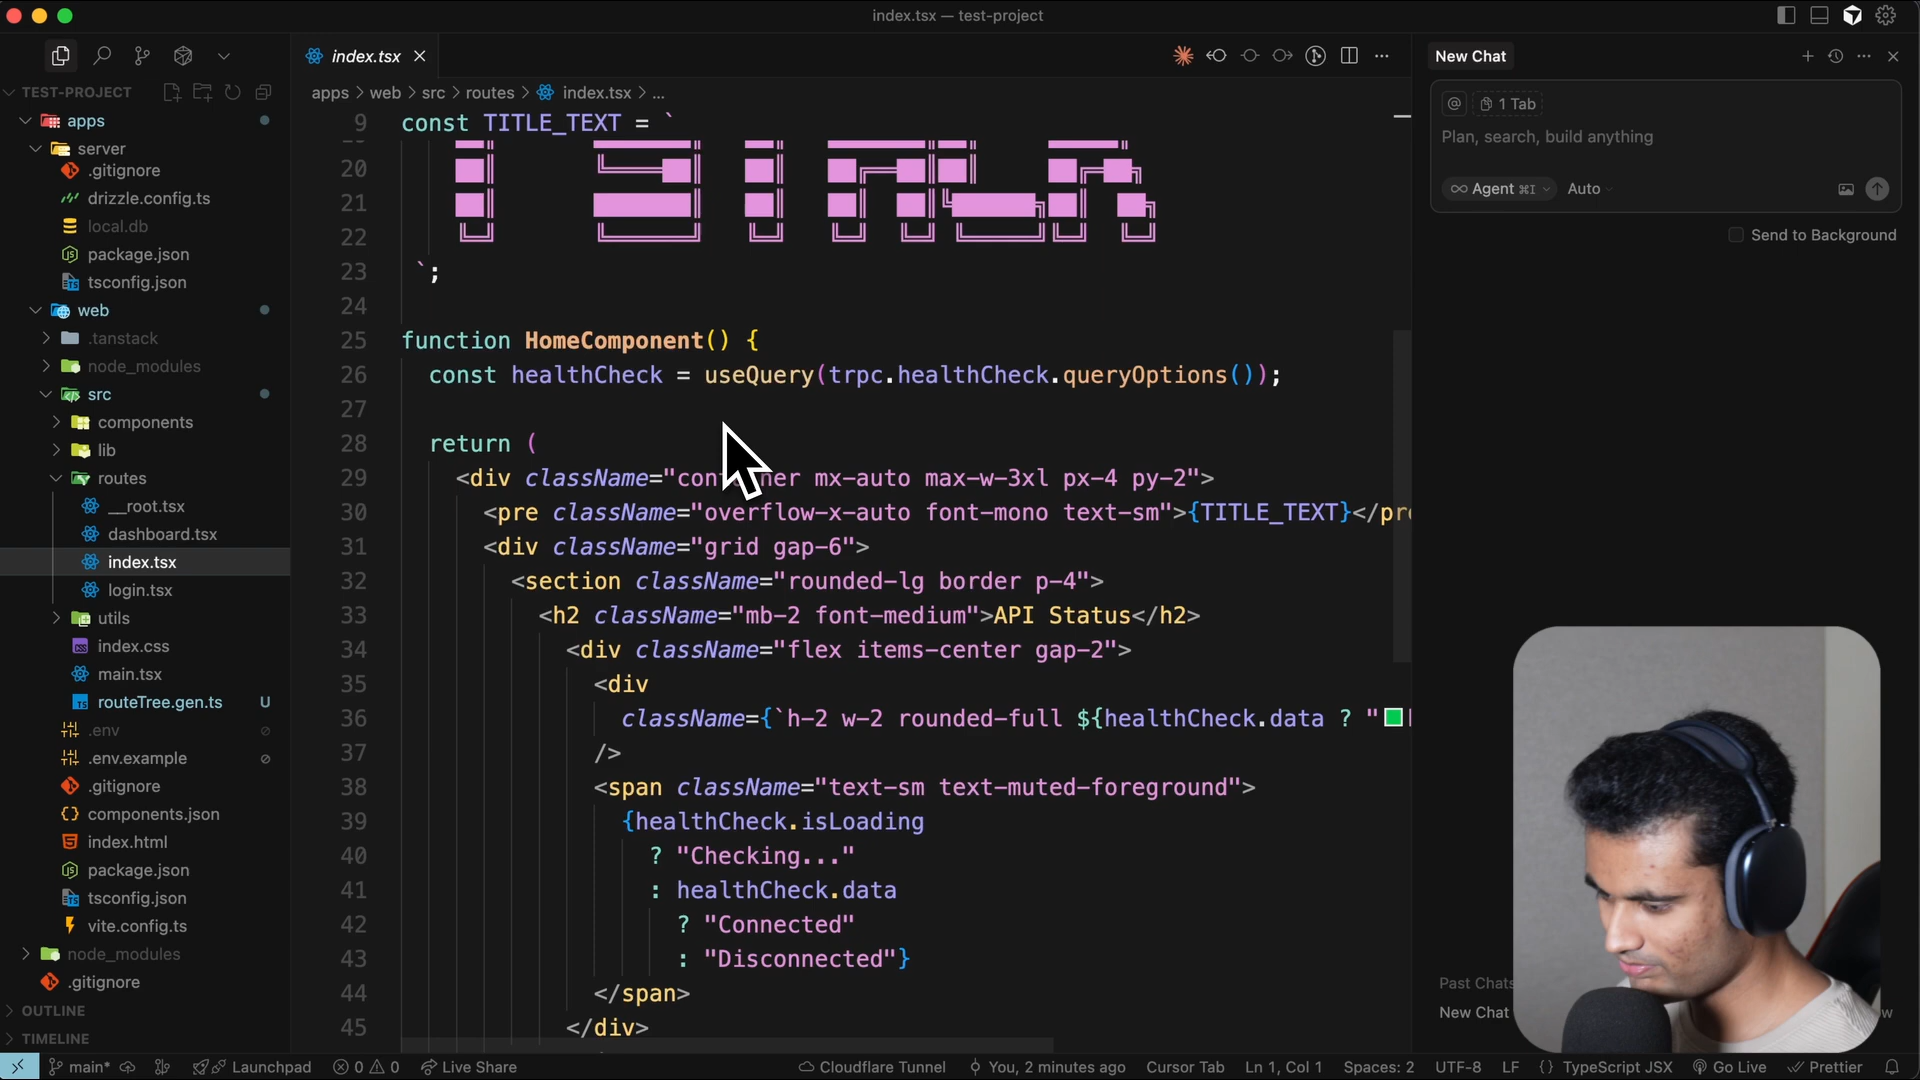 index.tsx — test-project
index.tsx
New Chat
TEST-PROJECT
apps > web > src > routes > index.tsx > ...
@ 1 Tab
Plan, search, build anything
∞ Agent ⌘I Auto
Send to Background
apps
server
.gitignore
drizzle.config.ts
local.db
package.json
tsconfig.json
web
.tanstack
node_modules
src
components
lib
routes
__root.tsx
dashboard.tsx
index.tsx
login.tsx
utils
index.css
main.tsx
routeTree.gen.ts U
.env
.env.example
.gitignore
components.json
index.html
package.json
tsconfig.json
vite.config.ts
node_modules
.gitignore
OUTLINE
TIMELINE
9 const TITLE_TEXT = `
20
21
22
23 `;
24
25 function HomeComponent() {
26 const healthCheck = useQuery(trpc.healthCheck.queryOptions());
27
28 return (
29 <div className="container mx-auto max-w-3xl px-4 py-2">
30 <pre className="overflow-x-auto font-mono text-sm">{TITLE_TEXT}</pre
31 <div className="grid gap-6">
32 <section className="rounded-lg border p-4">
33 <h2 className="mb-2 font-medium">API Status</h2>
34 <div className="flex items-center gap-2">
35 <div
36 className={`h-2 w-2 rounded-full ${healthCheck.data ? "
37 />
38 <span className="text-sm text-muted-foreground">
39 {healthCheck.isLoading
40 ? "Checking..."
41 : healthCheck.data
42 ? "Connected"
43 : "Disconnected"}
44 </span>
45 </div>
Past Chats
New Chat
main* Launchpad 0 0 Live Share Cloudflare Tunnel You, 2 minutes ago Cursor Tab Ln 1, Col 1 Spaces: 2 UTF-8 LF {} TypeScript JSX Go Live Prettier